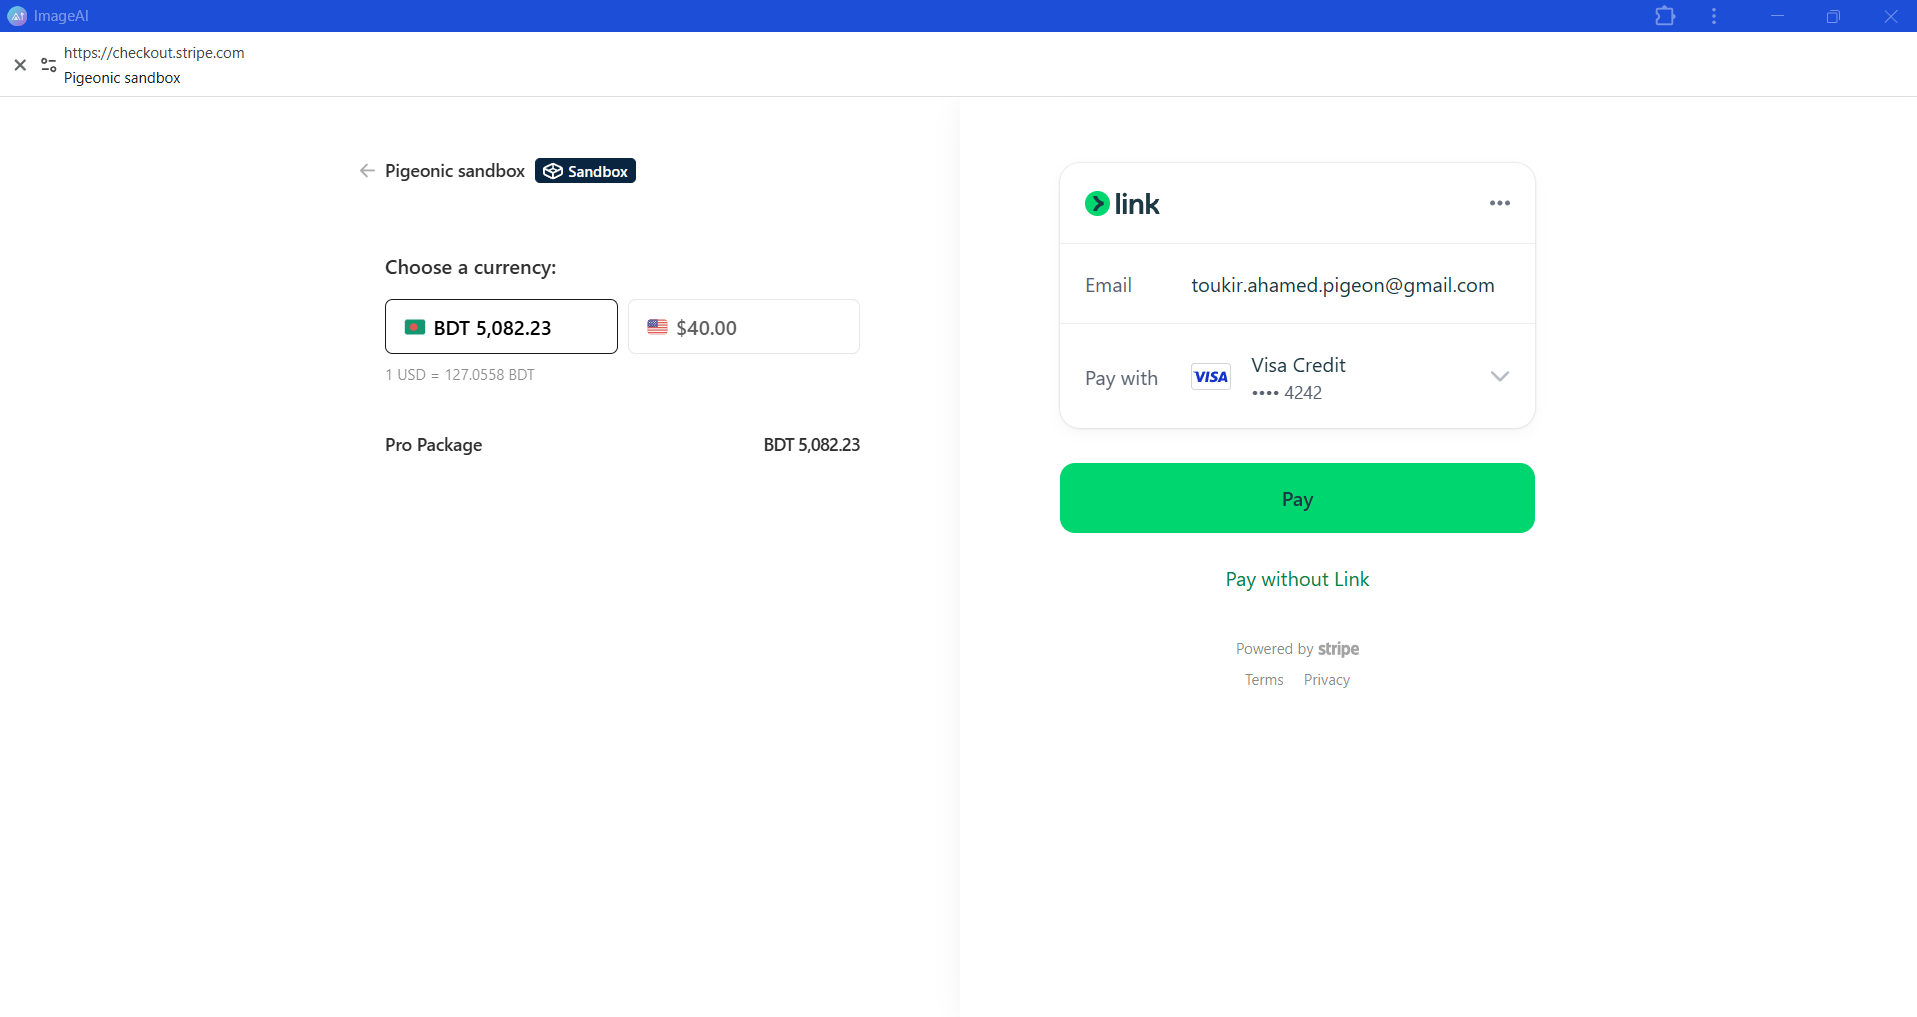 ImageAI
https://checkout.stripe.com
Pigeonic sandbox
Pigeonic sandbox Sandbox
Choose a currency:
BDT 5,082.23 $40.00
1 USD = 127.0558 BDT
Pro Package BDT 5,082.23
link
Email toukir.ahamed.pigeon@gmail.com
Pay with VISA Visa Credit
•••• 4242
Pay
Pay without Link
Powered by stripe
Terms Privacy